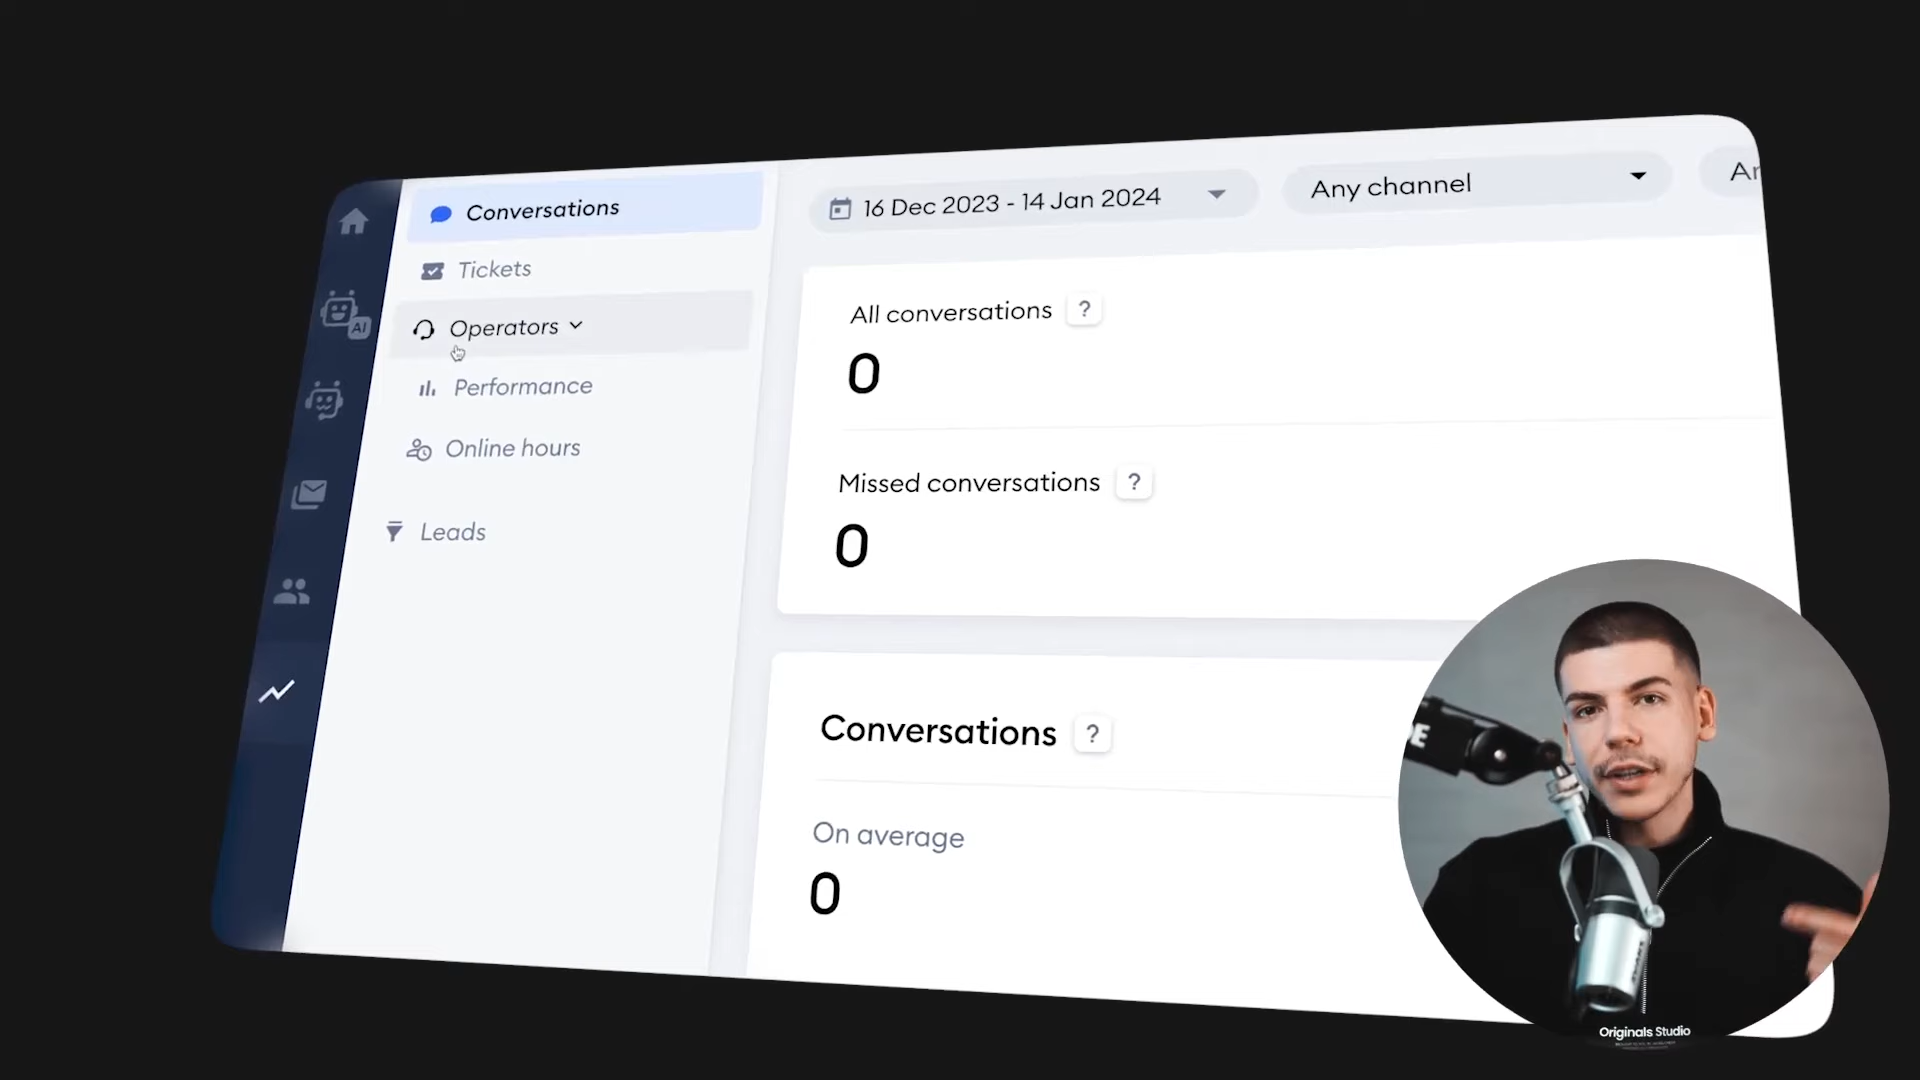 Conversations
Tickets
Operators
Performance
Online hours
Leads
AI
16 Dec 2023 - 14 Jan 2024
Any channel
All conversations ?
0
Missed conversations ?
0
Conversations ?
On average
0
Originals Studio